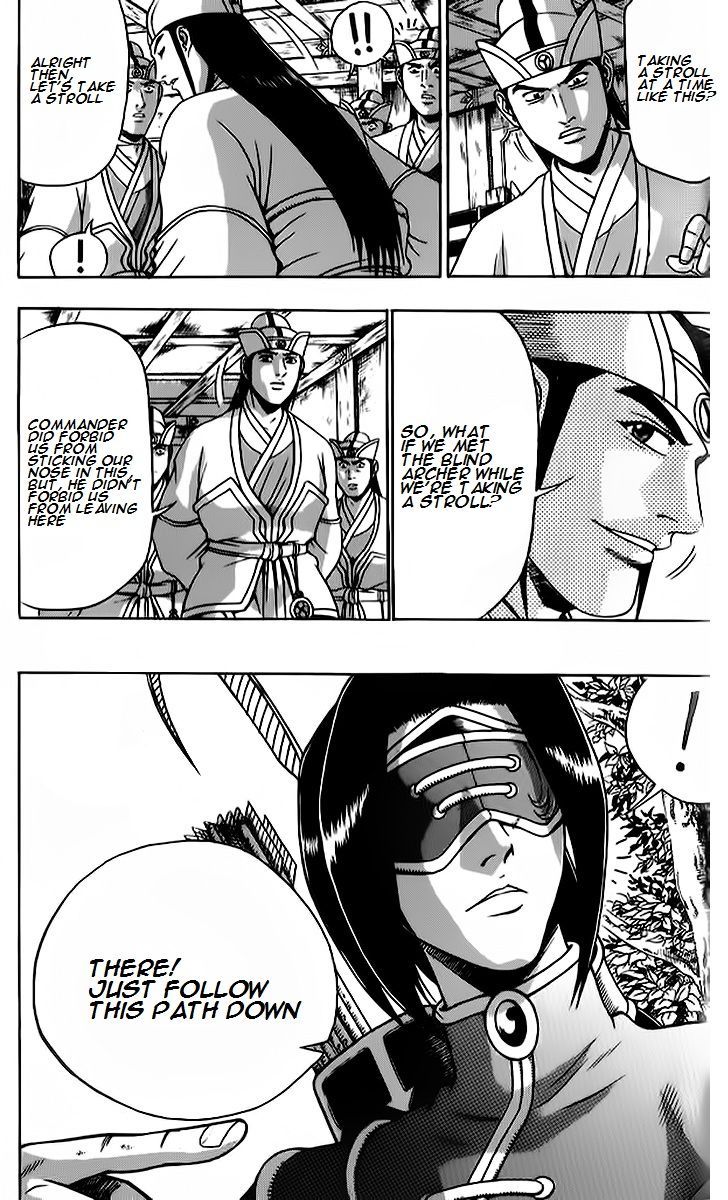 ALRIGHT
THEN,
LET'S TAKE
A STROLL
!!
!
TAKING
A STROLL
AT A TIME
LIKE THIS?
COMMANDER
DID FORBID
US FROM
STICKING OUR
NOSE IN THIS,
BUT, HE DIDN'T
FORBID US
FROM LEAVING
HERE
SO, WHAT
IF WE MET
THE BLIND
ARCHER WHILE
WE'RE TAKING
A STROLL?
!
THERE!
JUST FOLLOW
THIS PATH DOWN